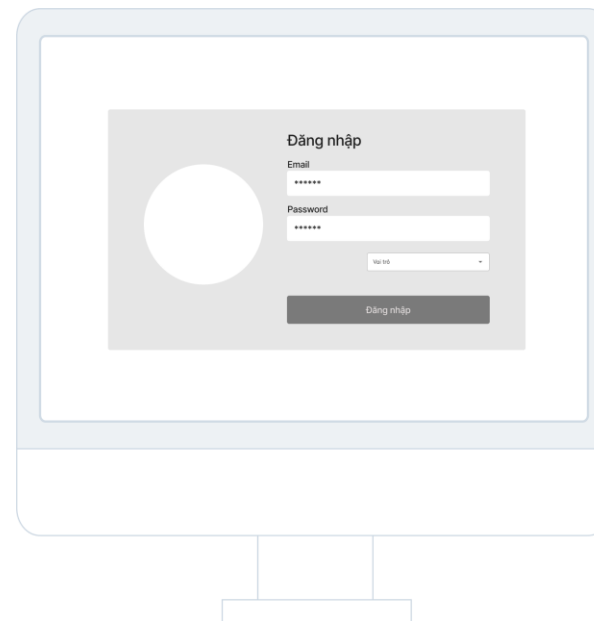 Đăng nhập
Email
******
Password
******
Vai trò
Đăng nhập